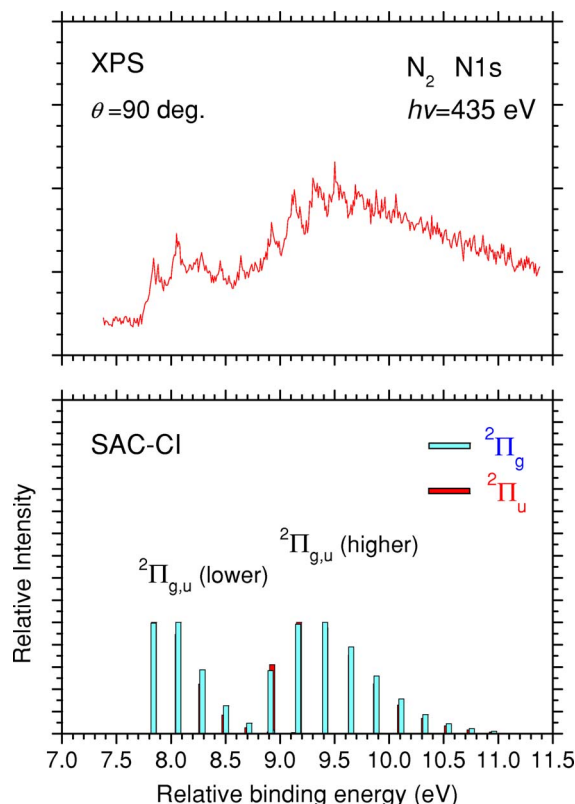 XPS
N₂ N1s
θ=90 deg.
hν=435 eV
SAC-CI
²Πg
²Πu
²Πg,u (higher)
²Πg,u (lower)
Relative Intensity
7.0 7.5 8.0 8.5 9.0 9.5 10.0 10.5 11.0 11.5
Relative binding energy (eV)